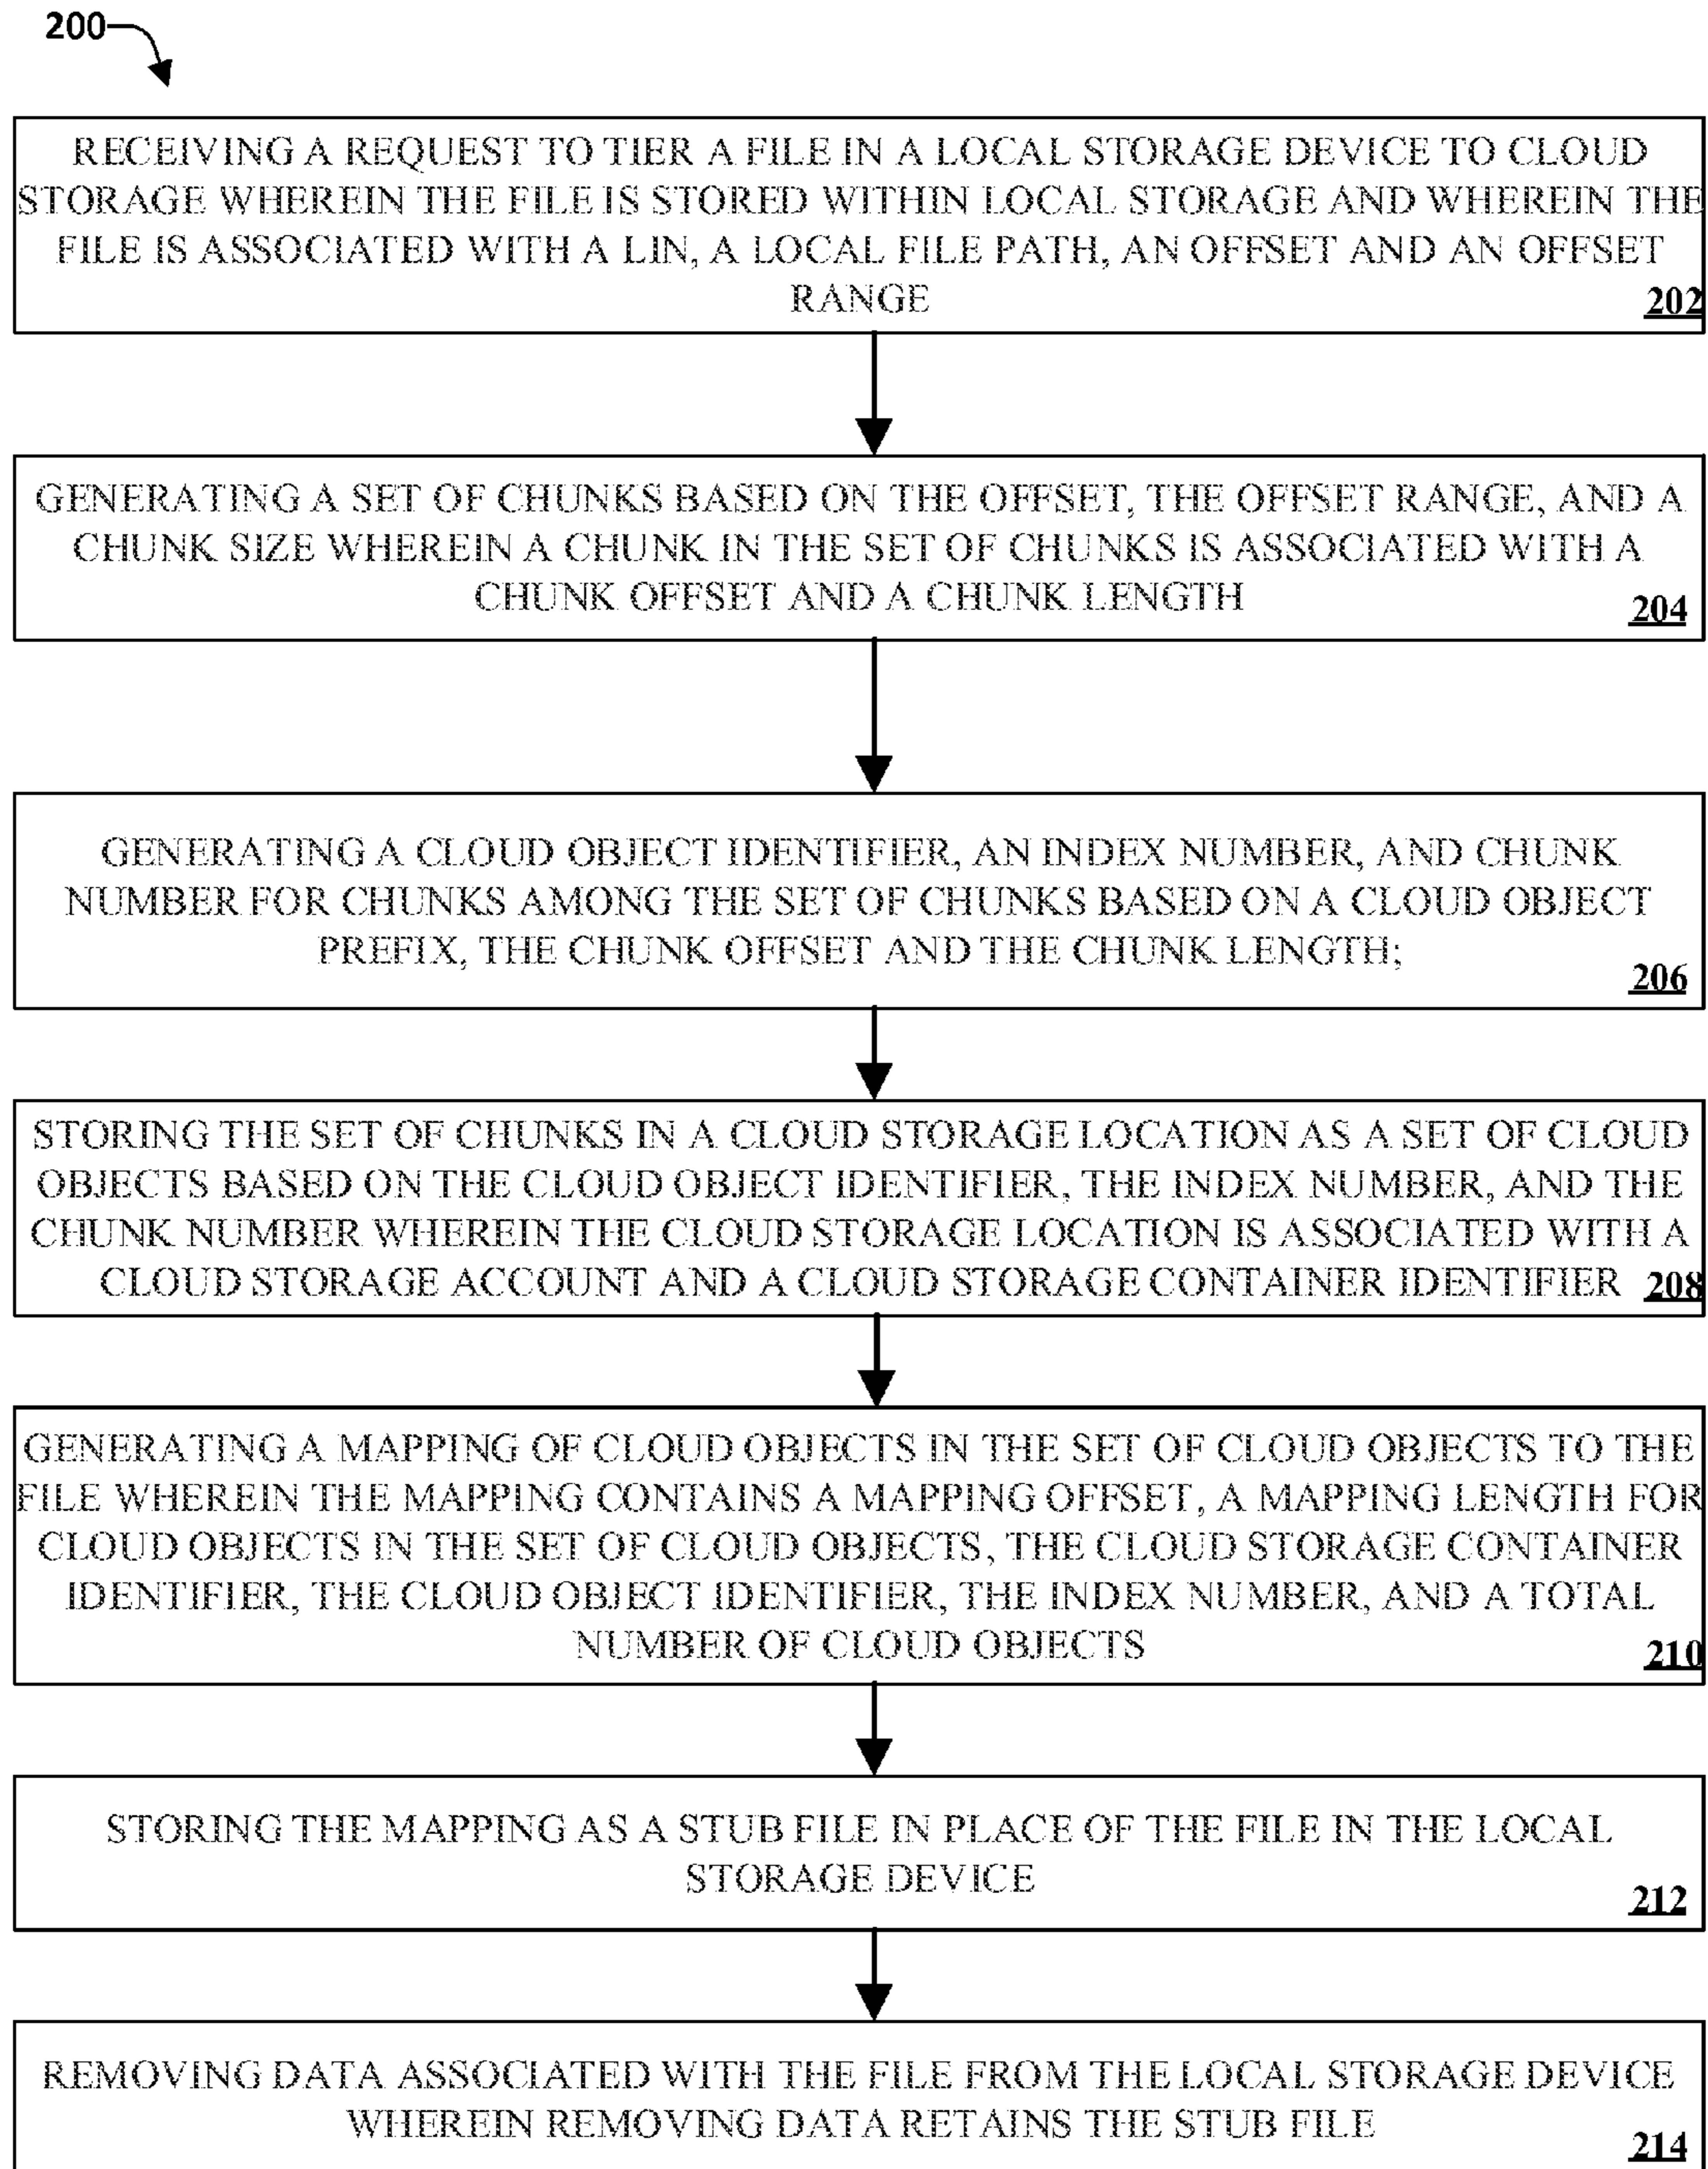 200
RECEIVING A REQUEST TO TIER A FILE IN A LOCAL STORAGE DEVICE TO CLOUD
STORAGE WHEREIN THE FILE IS STORED WITHIN LOCAL STORAGE AND WHEREIN THE
FILE IS ASSOCIATED WITH A LIN, A LOCAL FILE PATH, AN OFFSET AND AN OFFSET
RANGE
202
GENERATING A SET OF CHUNKS BASED ON THE OFFSET, THE OFFSET RANGE, AND A
CHUNK SIZE WHEREIN A CHUNK IN THE SET OF CHUNKS IS ASSOCIATED WITH A
CHUNK OFFSET AND A CHUNK LENGTH
204
GENERATING A CLOUD OBJECT IDENTIFIER, AN INDEX NUMBER, AND CHUNK
NUMBER FOR CHUNKS AMONG THE SET OF CHUNKS BASED ON A CLOUD OBJECT
PREFIX, THE CHUNK OFFSET AND THE CHUNK LENGTH;
206
STORING THE SET OF CHUNKS IN A CLOUD STORAGE LOCATION AS A SET OF CLOUD
OBJECTS BASED ON THE CLOUD OBJECT IDENTIFIER, THE INDEX NUMBER, AND THE
CHUNK NUMBER WHEREIN THE CLOUD STORAGE LOCATION IS ASSOCIATED WITH A
CLOUD STORAGE ACCOUNT AND A CLOUD STORAGE CONTAINER IDENTIFIER 208
GENERATING A MAPPING OF CLOUD OBJECTS IN THE SET OF CLOUD OBJECTS TO THE
FILE WHEREIN THE MAPPING CONTAINS A MAPPING OFFSET, A MAPPING LENGTH FOR
CLOUD OBJECTS IN THE SET OF CLOUD OBJECTS, THE CLOUD STORAGE CONTAINER
IDENTIFIER, THE CLOUD OBJECT IDENTIFIER, THE INDEX NUMBER, AND A TOTAL
NUMBER OF CLOUD OBJECTS
210
STORING THE MAPPING AS A STUB FILE IN PLACE OF THE FILE IN THE LOCAL
STORAGE DEVICE
212
REMOVING DATA ASSOCIATED WITH THE FILE FROM THE LOCAL STORAGE DEVICE
WHEREIN REMOVING DATA RETAINS THE STUB FILE
214